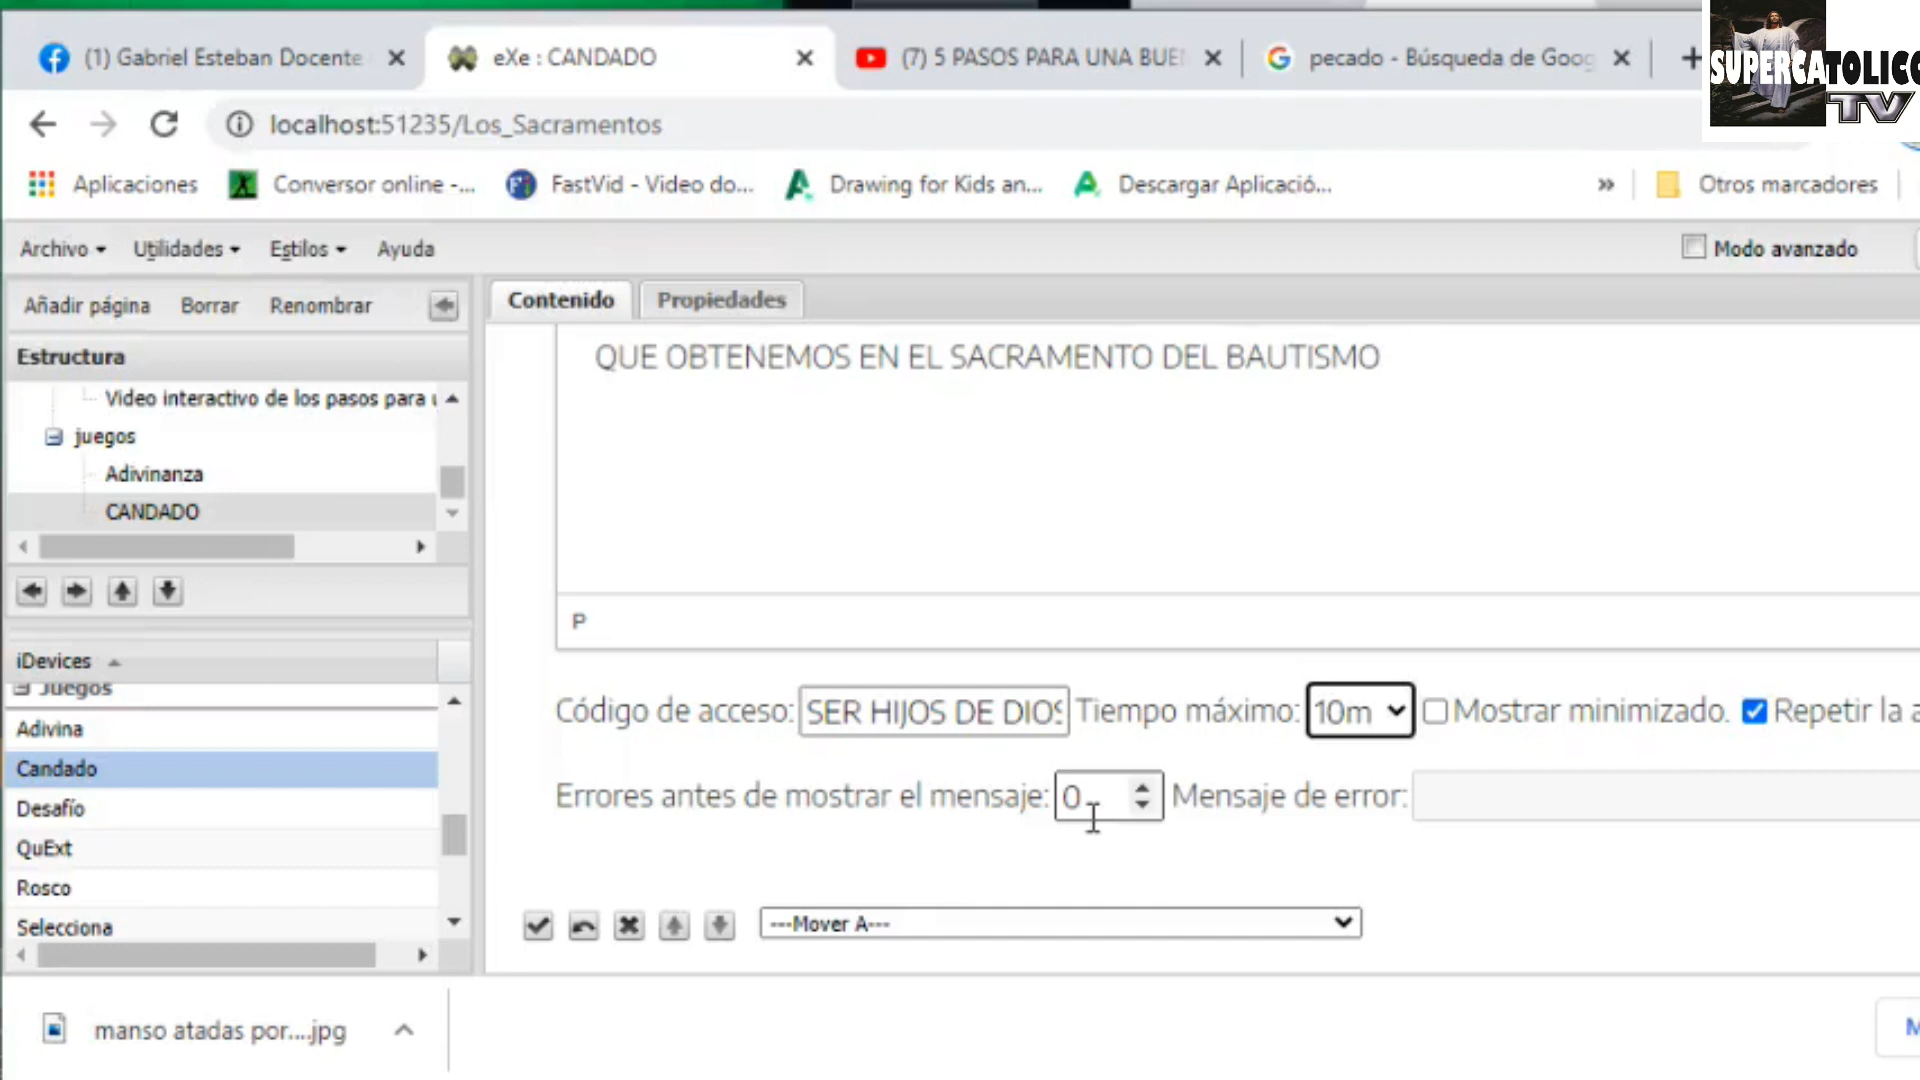 (1) Gabriel Esteban Docente
eXe : CANDADO
(7) 5 PASOS PARA UNA BUEN
pecado - Búsqueda de Goog
SUPERCATOLICO
TV
localhost:51235/Los_Sacramentos
Aplicaciones
Conversor online -...
FastVid - Video do...
Drawing for Kids an...
Descargar Aplicació...
»
Otros marcadores
Archivo
Utilidades
Estilos
Ayuda
Modo avanzado
Añadir página
Borrar
Renombrar
Contenido
Propiedades
Estructura
Video interactivo de los pasos para
juegos
Adivinanza
CANDADO
QUE OBTENEMOS EN EL SACRAMENTO DEL BAUTISMO
P
iDevices
Juegos
Adivina
Candado
Desafío
QuExt
Rosco
Selecciona
Código de acceso: SER HIJOS DE DIOS Tiempo máximo: 10m Mostrar minimizado. Repetir la a
Errores antes de mostrar el mensaje: 0 Mensaje de error:
---Mover A---
manso atadas por....jpg
M